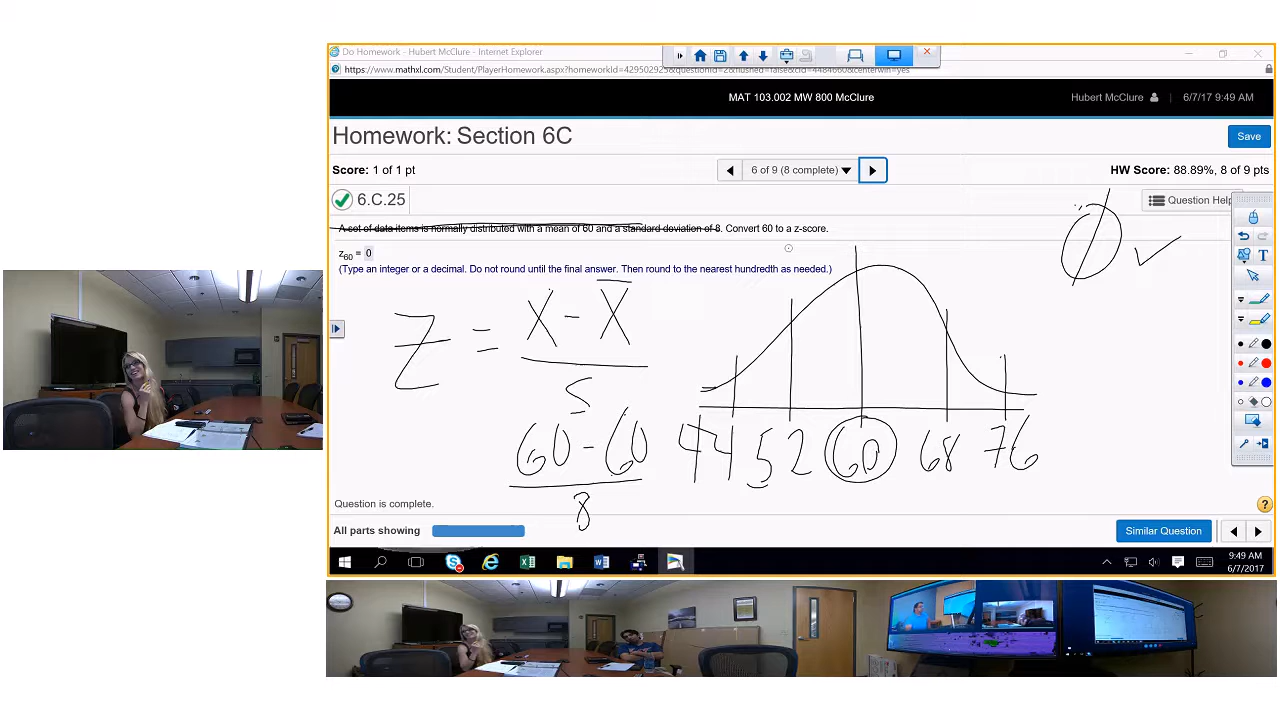 Do Homework - Hubert McClure - Internet Explorer
MAT 103.002 MW 800 McClure
Hubert McClure
6/7/17 9:49 AM
Homework: Section 6C
Save
Score: 1 of 1 pt
6 of 9 (8 complete)
HW Score: 88.89%, 8 of 9 pts
6.C.25
Question Help
A set of data items is normally distributed with a mean of 60 and a standard deviation of 8. Convert 60 to a z-score.
z60 = 0
(Type an integer or a decimal. Do not round until the final answer. Then round to the nearest hundredth as needed.)
Z = X - X̅
S
60 - 60
8
44 52 60 68 76
Question is complete.
All parts showing
Similar Question
9:49 AM
6/7/2017